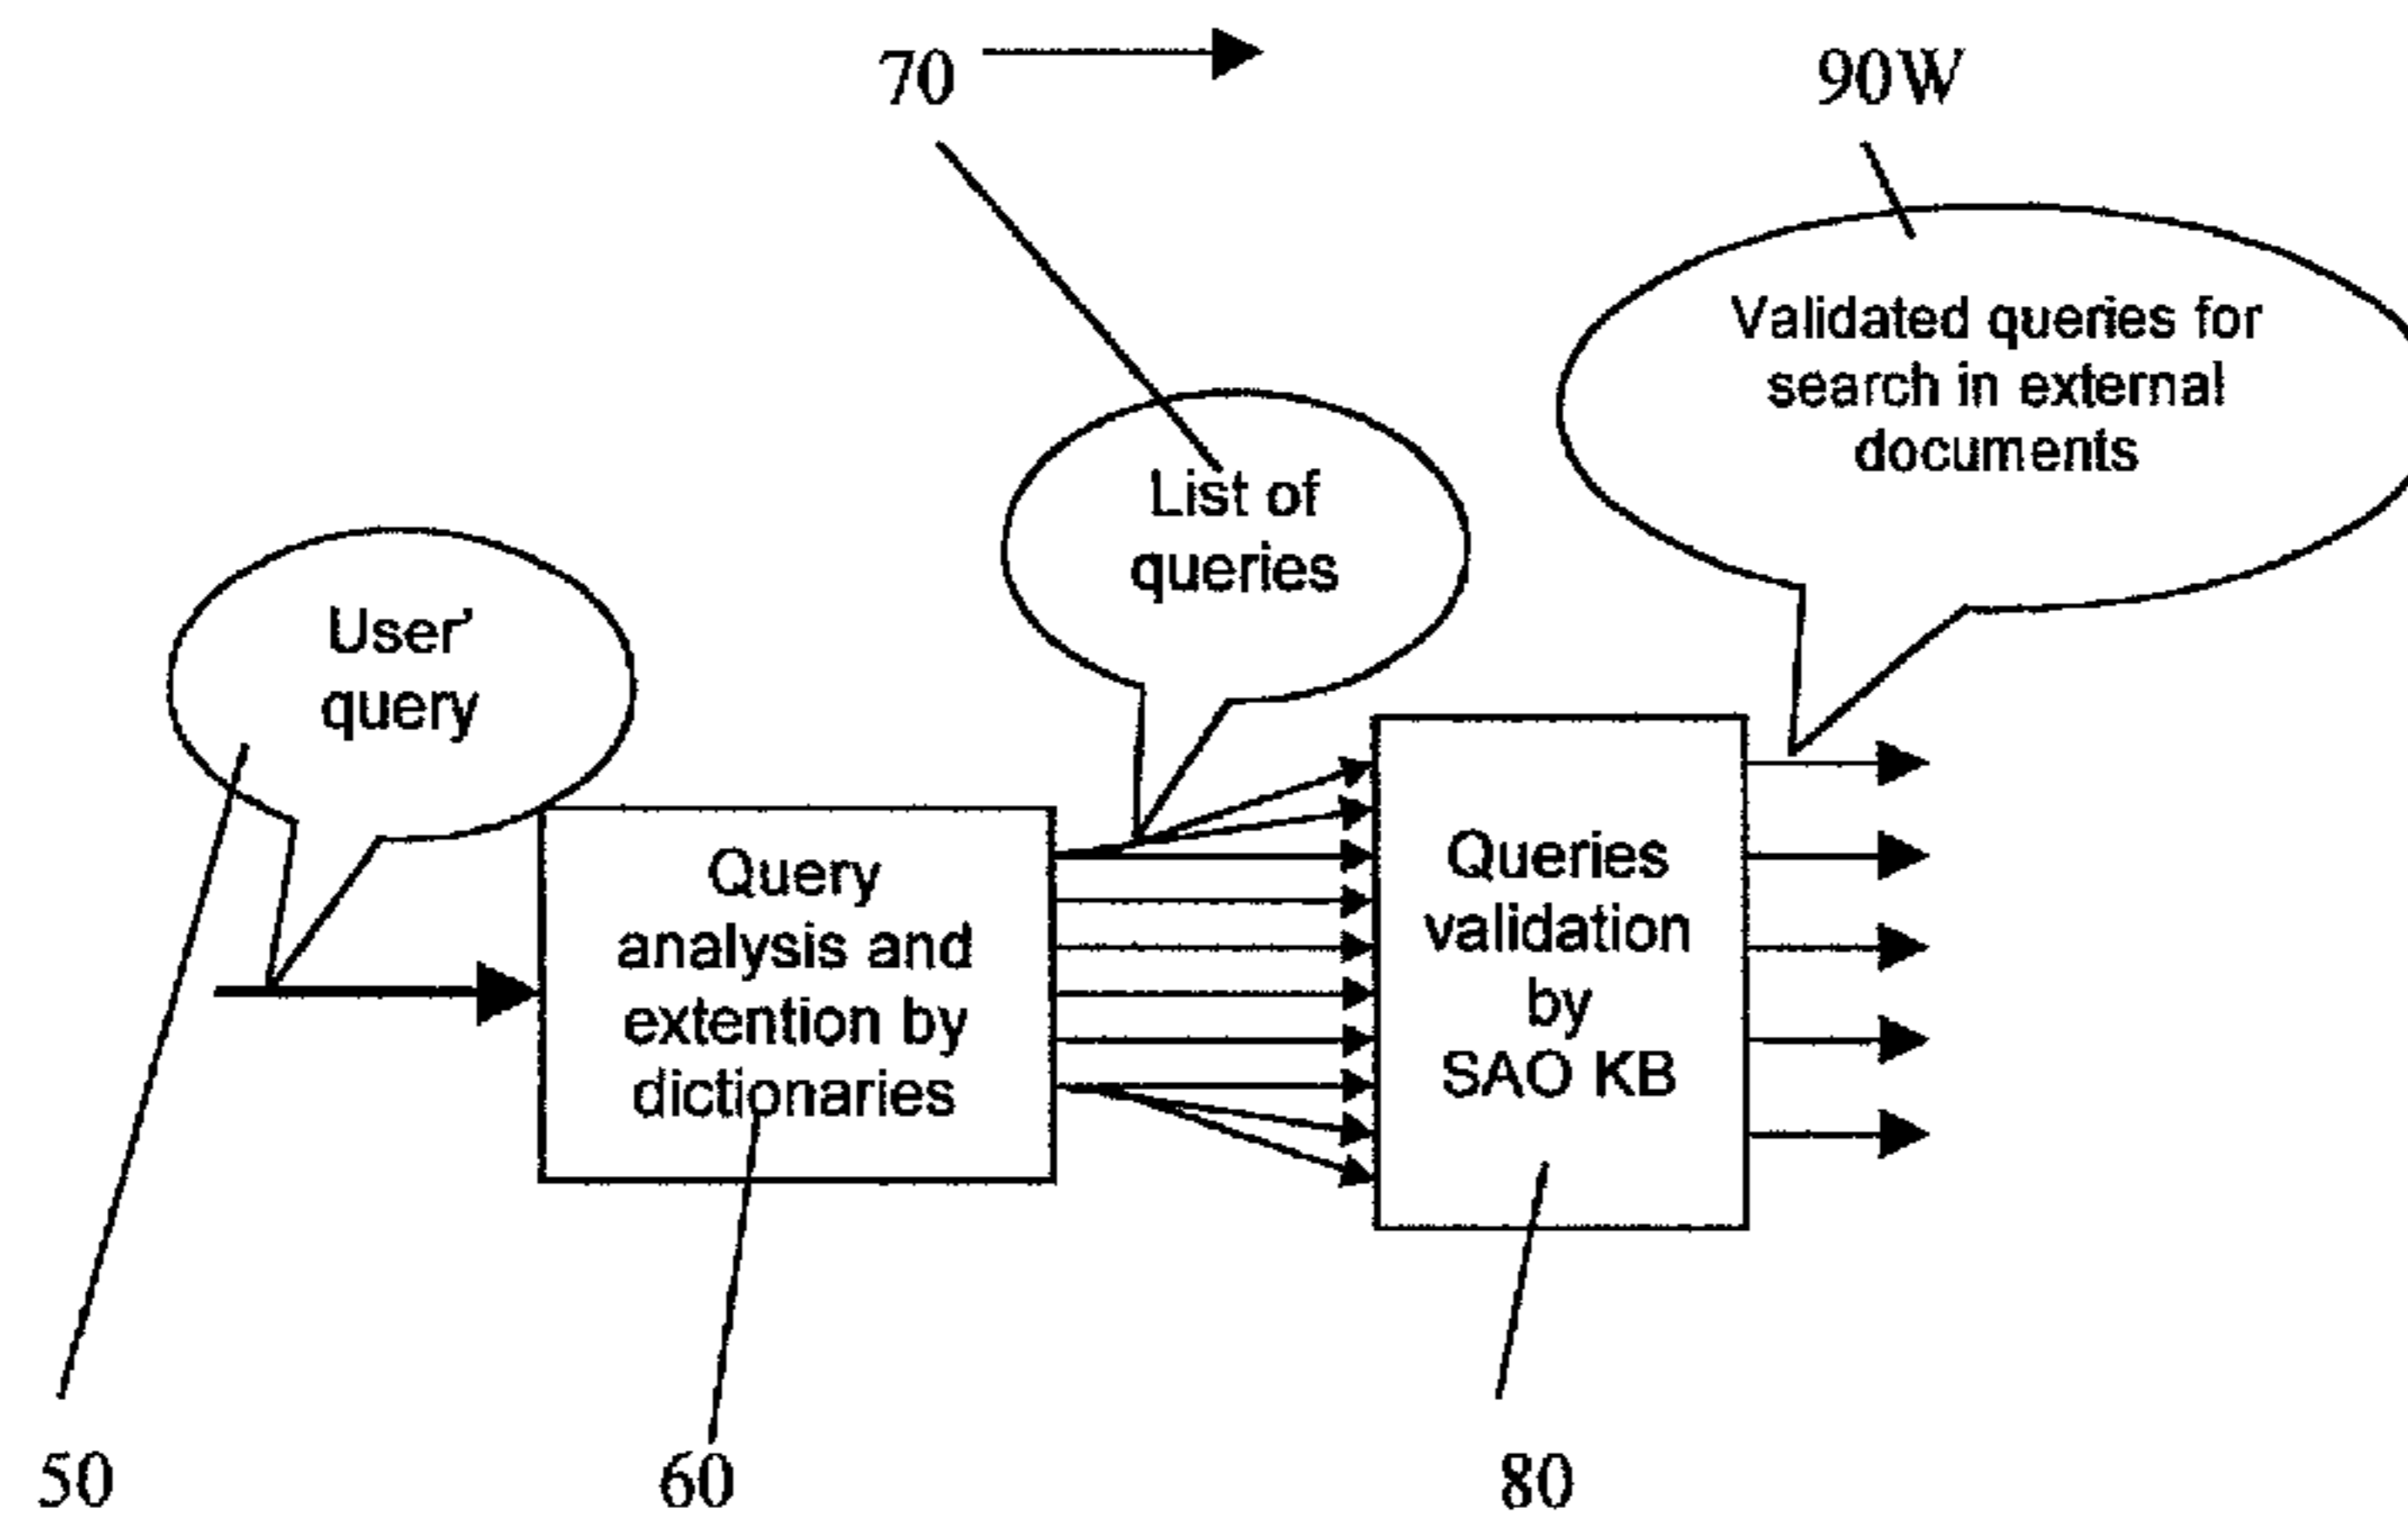 70
90W
Validated queries for
search in external
documents
List of
queries
User'
query
Query
analysis and
extention by
dictionaries
Queries
validation
by
SAO KB
50
60
80